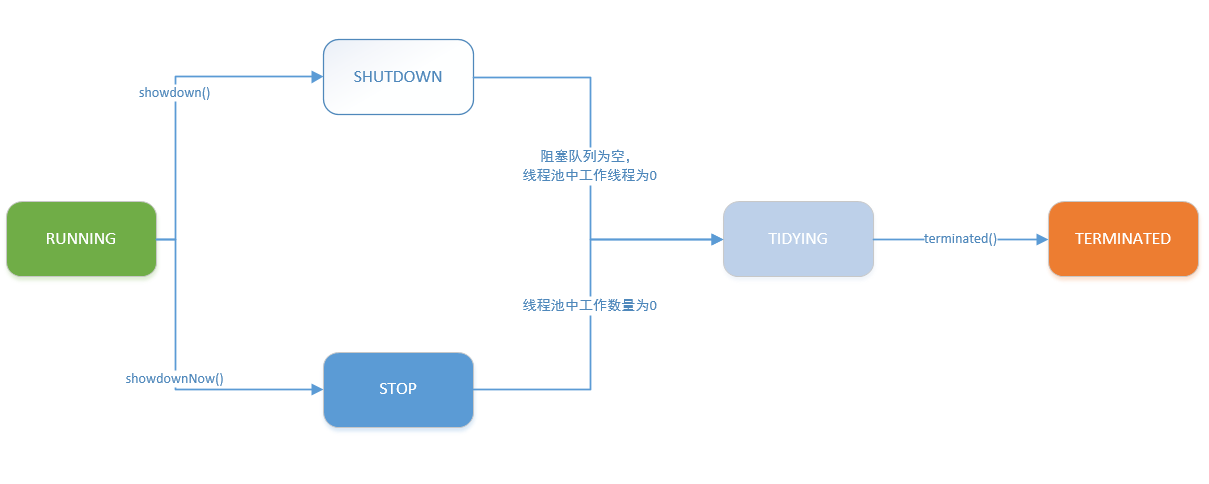 SHUTDOWN
showdown()
阻塞队列为空，
线程池中工作线程为0
RUNNING
TIDYING
terminated()
TERMINATED
线程池中工作数量为0
showdownNow()
STOP